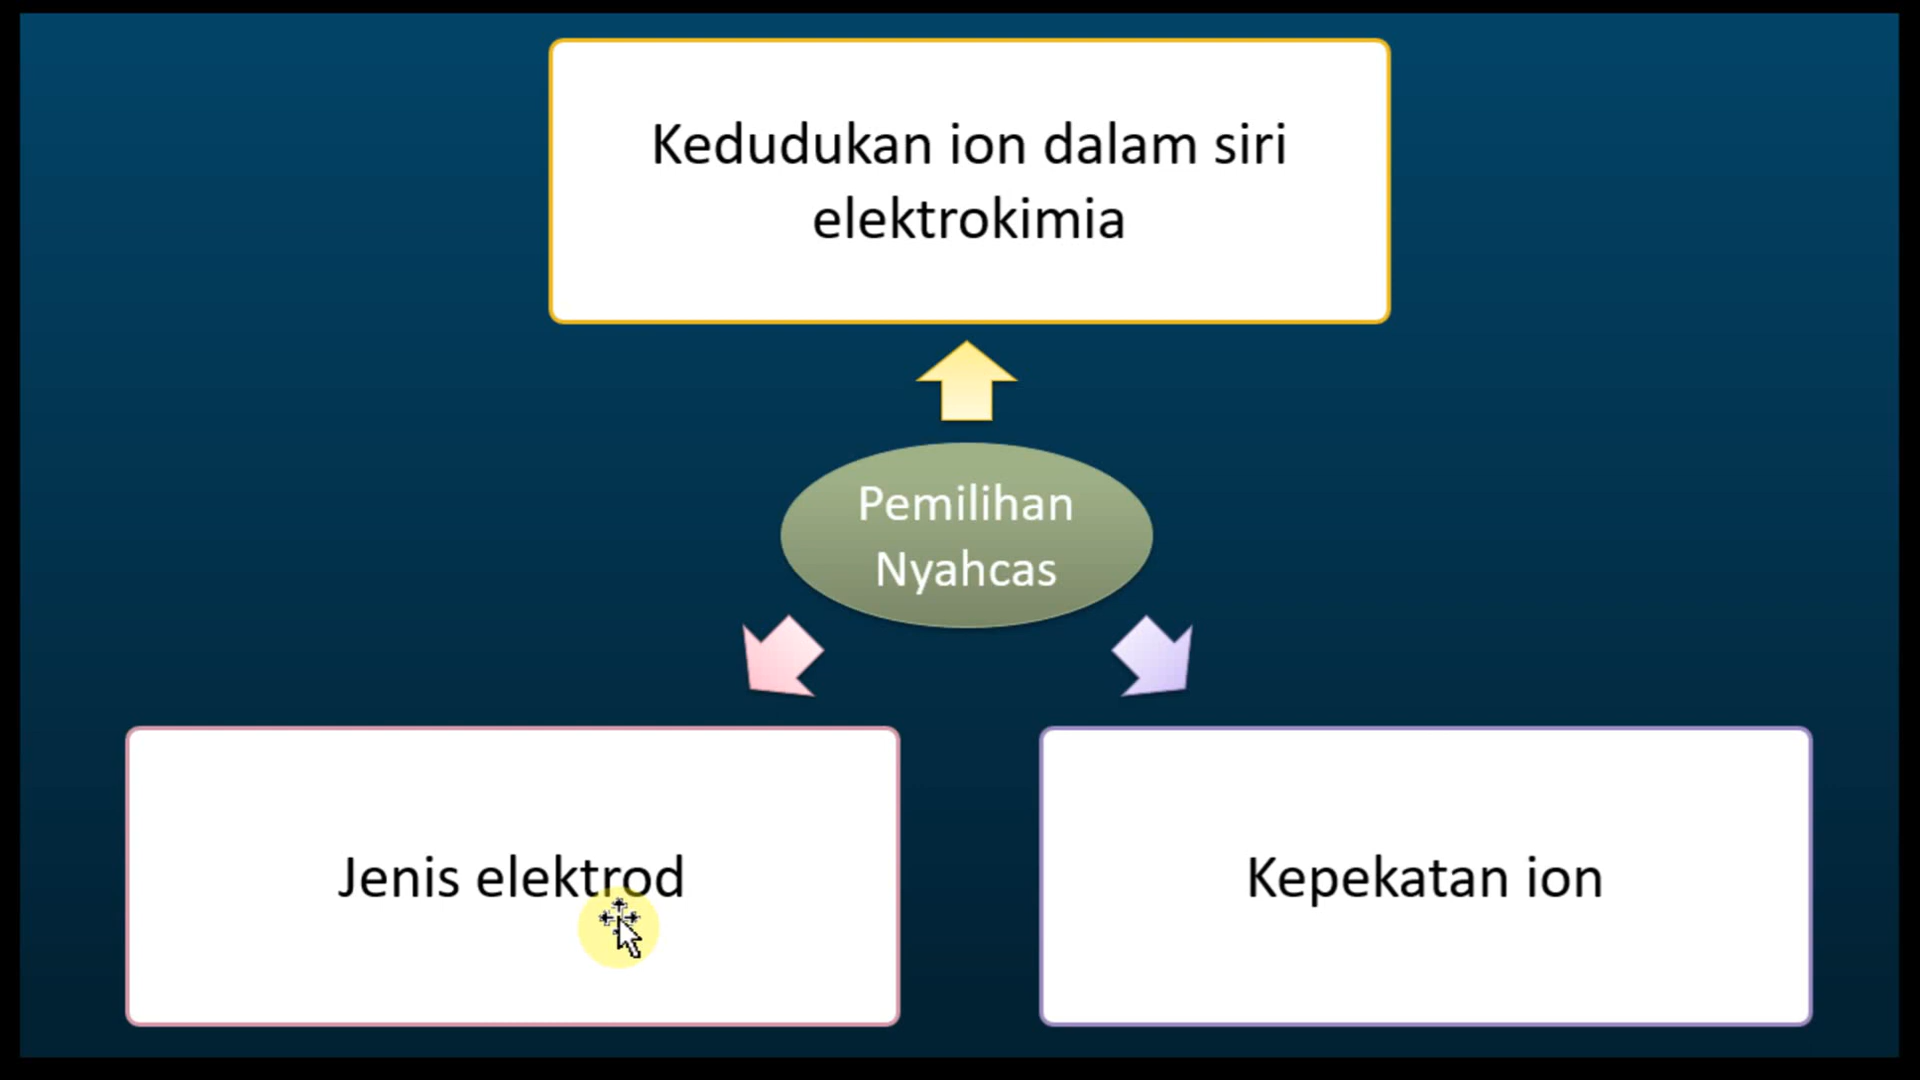 Kedudukan ion dalam siri
elektrokimia
Pemilihan
Nyahcas
Jenis elektrod
Kepekatan ion